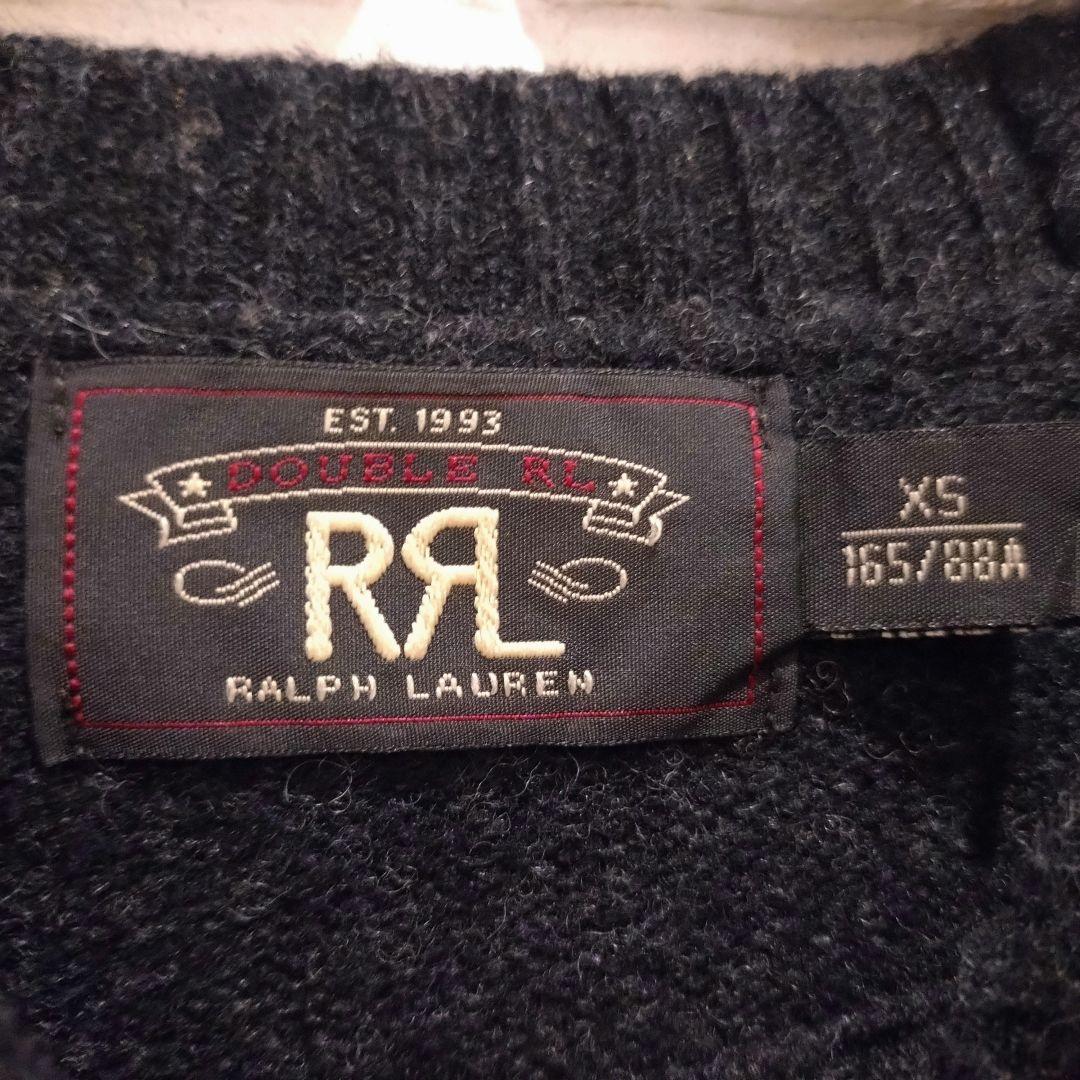 EST. 1993
DOUBLE RL
RRL
RALPH LAUREN
XS
165/88A